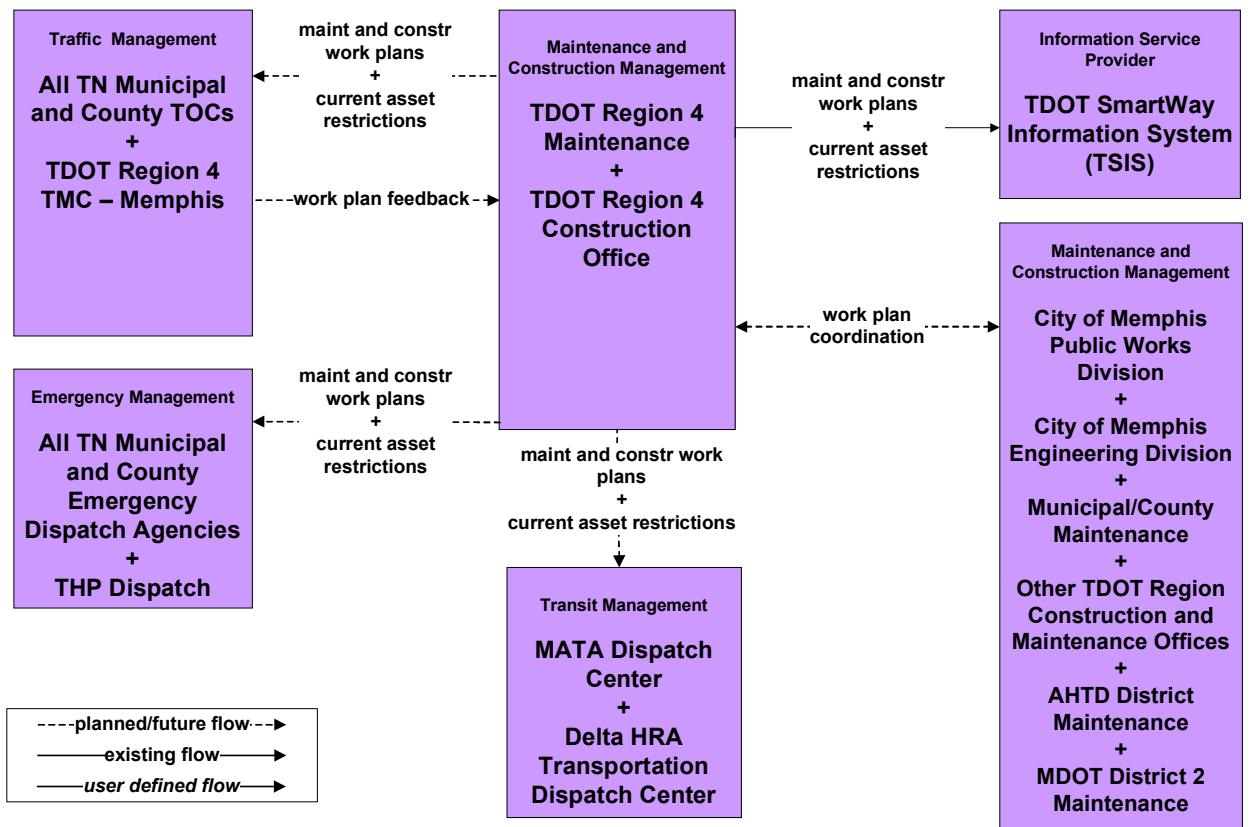 Traffic Management
All TN Municipal
and County TOCs
+
TDOT Region 4
TMC – Memphis
maint and constr
work plans
+
current asset
restrictions
work plan feedback
Maintenance and
Construction Management
TDOT Region 4
Maintenance
+
TDOT Region 4
Construction
Office
maint and constr
work plans
+
current asset
restrictions
Information Service
Provider
TDOT SmartWay
Information System
(TSIS)
Emergency Management
All TN Municipal
and County
Emergency
Dispatch Agencies
+
THP Dispatch
maint and constr
work plans
+
current asset
restrictions
maint and constr work
plans
+
current asset restrictions
Transit Management
MATA Dispatch
Center
+
Delta HRA
Transportation
Dispatch Center
work plan
coordination
Maintenance and
Construction Management
City of Memphis
Public Works
Division
+
City of Memphis
Engineering Division
+
Municipal/County
Maintenance
+
Other TDOT Region
Construction and
Maintenance Offices
+
AHTD District
Maintenance
+
MDOT District 2
Maintenance
planned/future flow
existing flow
user defined flow